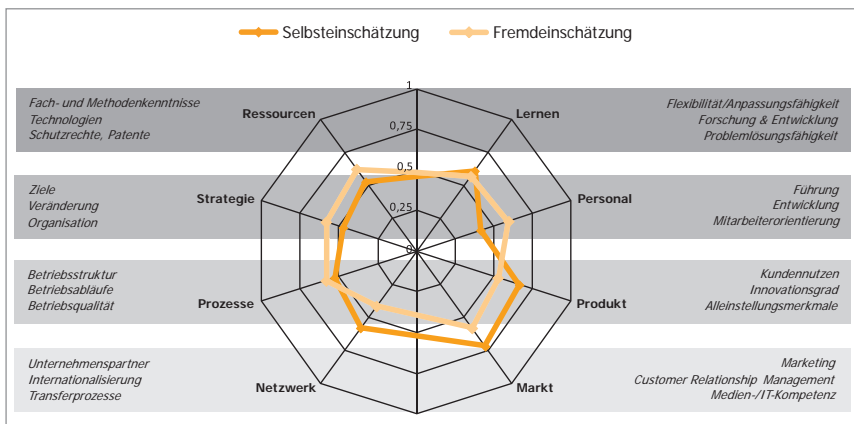 Selbsteinschätzung
Fremdeinschätzung
1
0,75
0,5
0,25
0
Fach- und Methodenkenntnisse
Technologien
Schutzrechte, Patente
Ressourcen
Lernen
Flexibilität/Anpassungsfähigkeit
Forschung & Entwicklung
Problemlösungsfähigkeit
Ziele
Veränderung
Organisation
Strategie
Personal
Führung
Entwicklung
Mitarbeiterorientierung
Betriebsstruktur
Betriebsabläufe
Betriebsqualität
Prozesse
Produkt
Kundennutzen
Innovationsgrad
Alleinstellungsmerkmale
Unternehmenspartner
Internationalisierung
Transferprozesse
Netzwerk
Markt
Marketing
Customer Relationship Management
Medien-/IT-Kompetenz